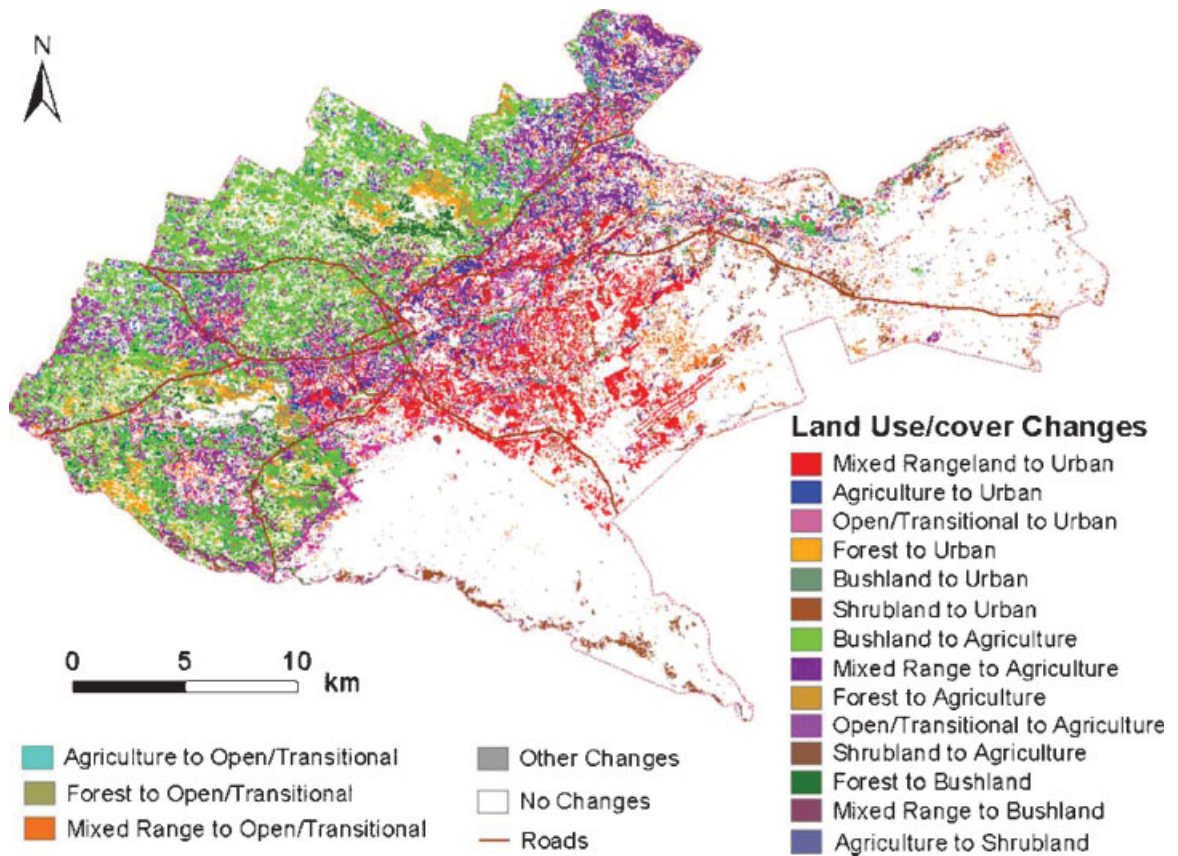 N
0 5 10
km
Land Use/cover Changes
Mixed Rangeland to Urban
Agriculture to Urban
Open/Transitional to Urban
Forest to Urban
Bushland to Urban
Shrubland to Urban
Bushland to Agriculture
Mixed Range to Agriculture
Forest to Agriculture
Open/Transitional to Agriculture
Shrubland to Agriculture
Forest to Bushland
Mixed Range to Bushland
Agriculture to Shrubland
Agriculture to Open/Transitional
Forest to Open/Transitional
Mixed Range to Open/Transitional
Other Changes
No Changes
Roads